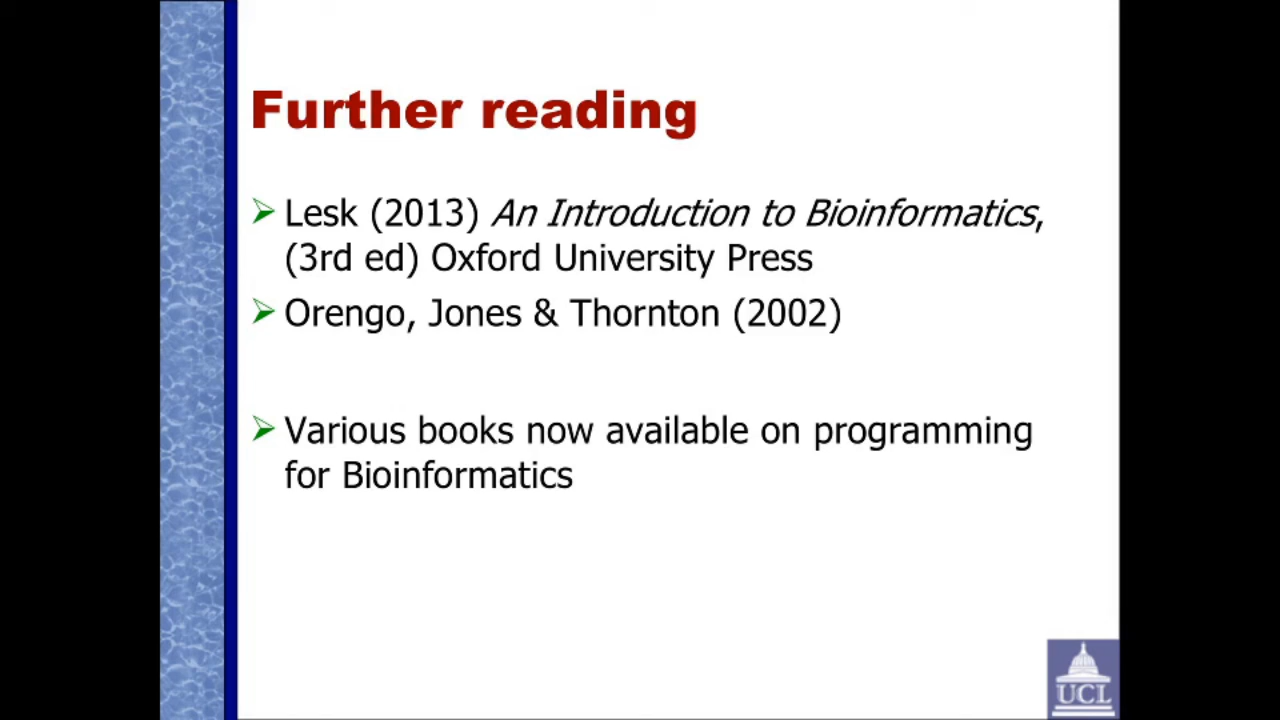 Further reading
Lesk (2013) An Introduction to Bioinformatics,
(3rd ed) Oxford University Press
Orengo, Jones & Thornton (2002)
Various books now available on programming
for Bioinformatics
UCL